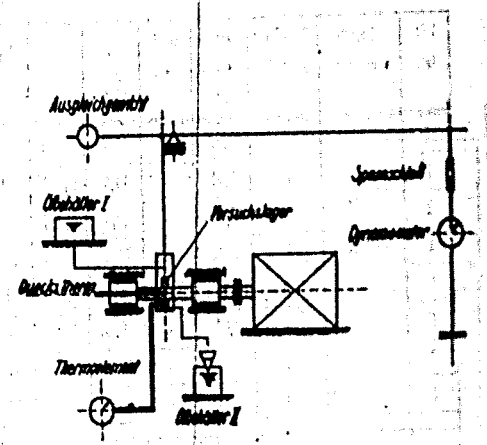 Ausgleichgewicht
Spannschloß
Ölbehälter I
Versuchslager
Dynamometer
Thermoelement
Ölbehälter II